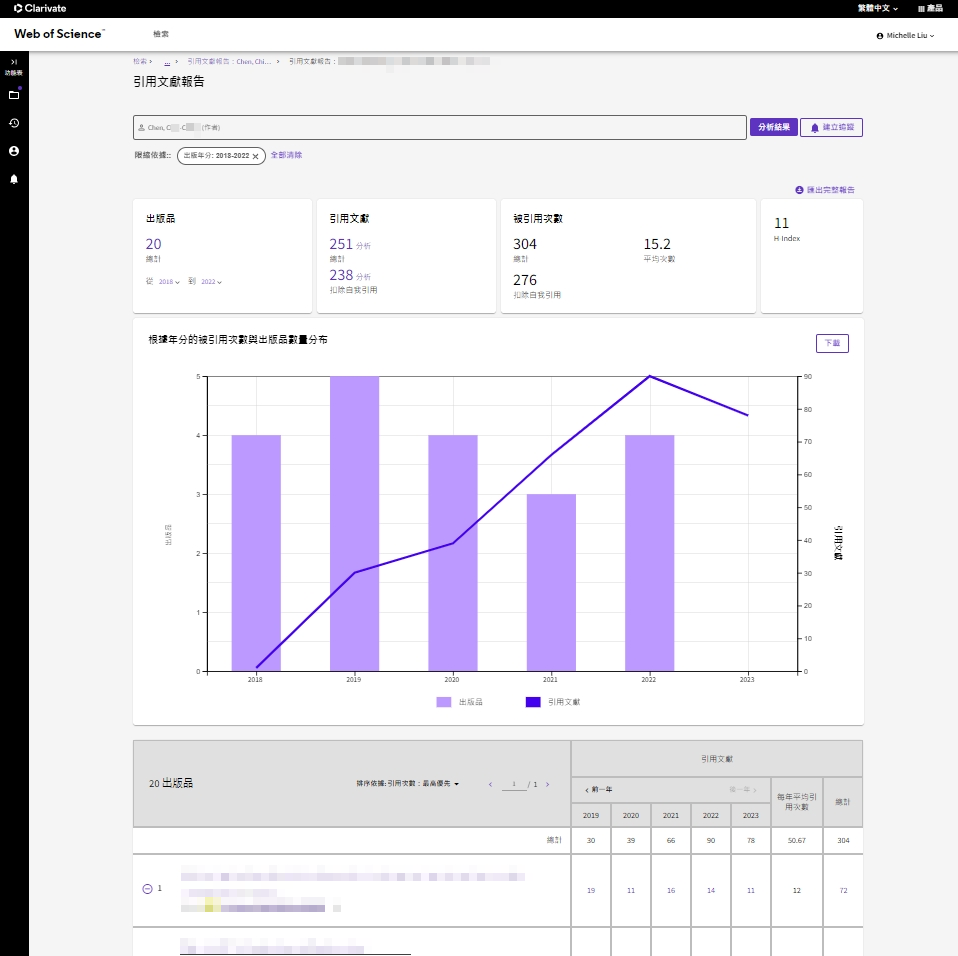 Clarivate
繁體中文 產品
Web of Science™ 檢索 Michelle Liu
功能表
檢索 > ... > 引用文獻報告：Chen, Chi... > 引用文獻報告：
引用文獻報告
Chen, C -C (作者)
分析結果 建立追蹤
限縮依據:: 出版年分: 2018-2022 全部清除
匯出完整報告
出版品
20
總計
從 2018 到 2022
引用文獻
251 分析
總計
238 分析
扣除自我引用
被引用次數
304
總計
276
扣除自我引用
15.2
平均次數
11
H Index
根據年分的被引用次數與出版品數量分布
下載
5 90
80
4 70
60
3 50
出版品 引用文獻
2 40
30
1 20
10
0 0
2018 2019 2020 2021 2022 2023
出版品 引用文獻
20 出版品
排序依據: 引用次數：最高優先
1 / 1
引用文獻
前一年 後一年
每年平均引用次數
總計
2019 2020 2021 2022 2023
總計 30 39 66 90 78 50.67 304
1 19 11 16 14 11 12 72